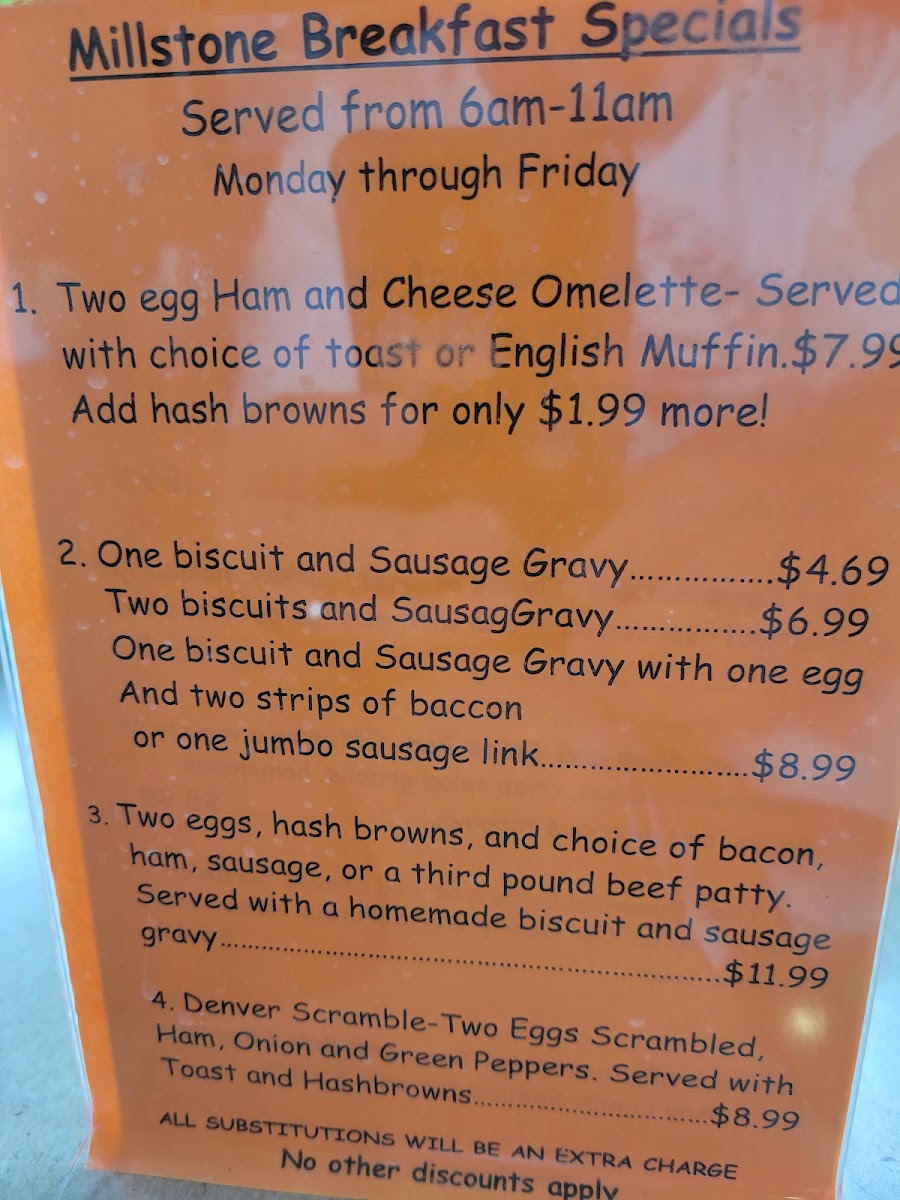 Millstone Breakfast Specials
Served from 6am-11am
Monday through Friday
1. Two egg Ham and Cheese Omelette- Served
with choice of toast or English Muffin.$7.99
Add hash browns for only $1.99 more!
2. One biscuit and Sausage Gravy................$4.69
Two biscuits and SausagGravy................$6.99
One biscuit and Sausage Gravy with one egg
And two strips of baccon
or one jumbo sausage link..........................$8.99
3. Two eggs, hash browns, and choice of bacon,
ham, sausage, or a third pound beef patty.
Served with a homemade biscuit and sausage
gravy..............................................................$11.99
4. Denver Scramble-Two Eggs Scrambled,
Ham, Onion and Green Peppers. Served with
Toast and Hashbrowns..............................$8.99
ALL SUBSTITUTIONS WILL BE AN EXTRA CHARGE
No other discounts apply